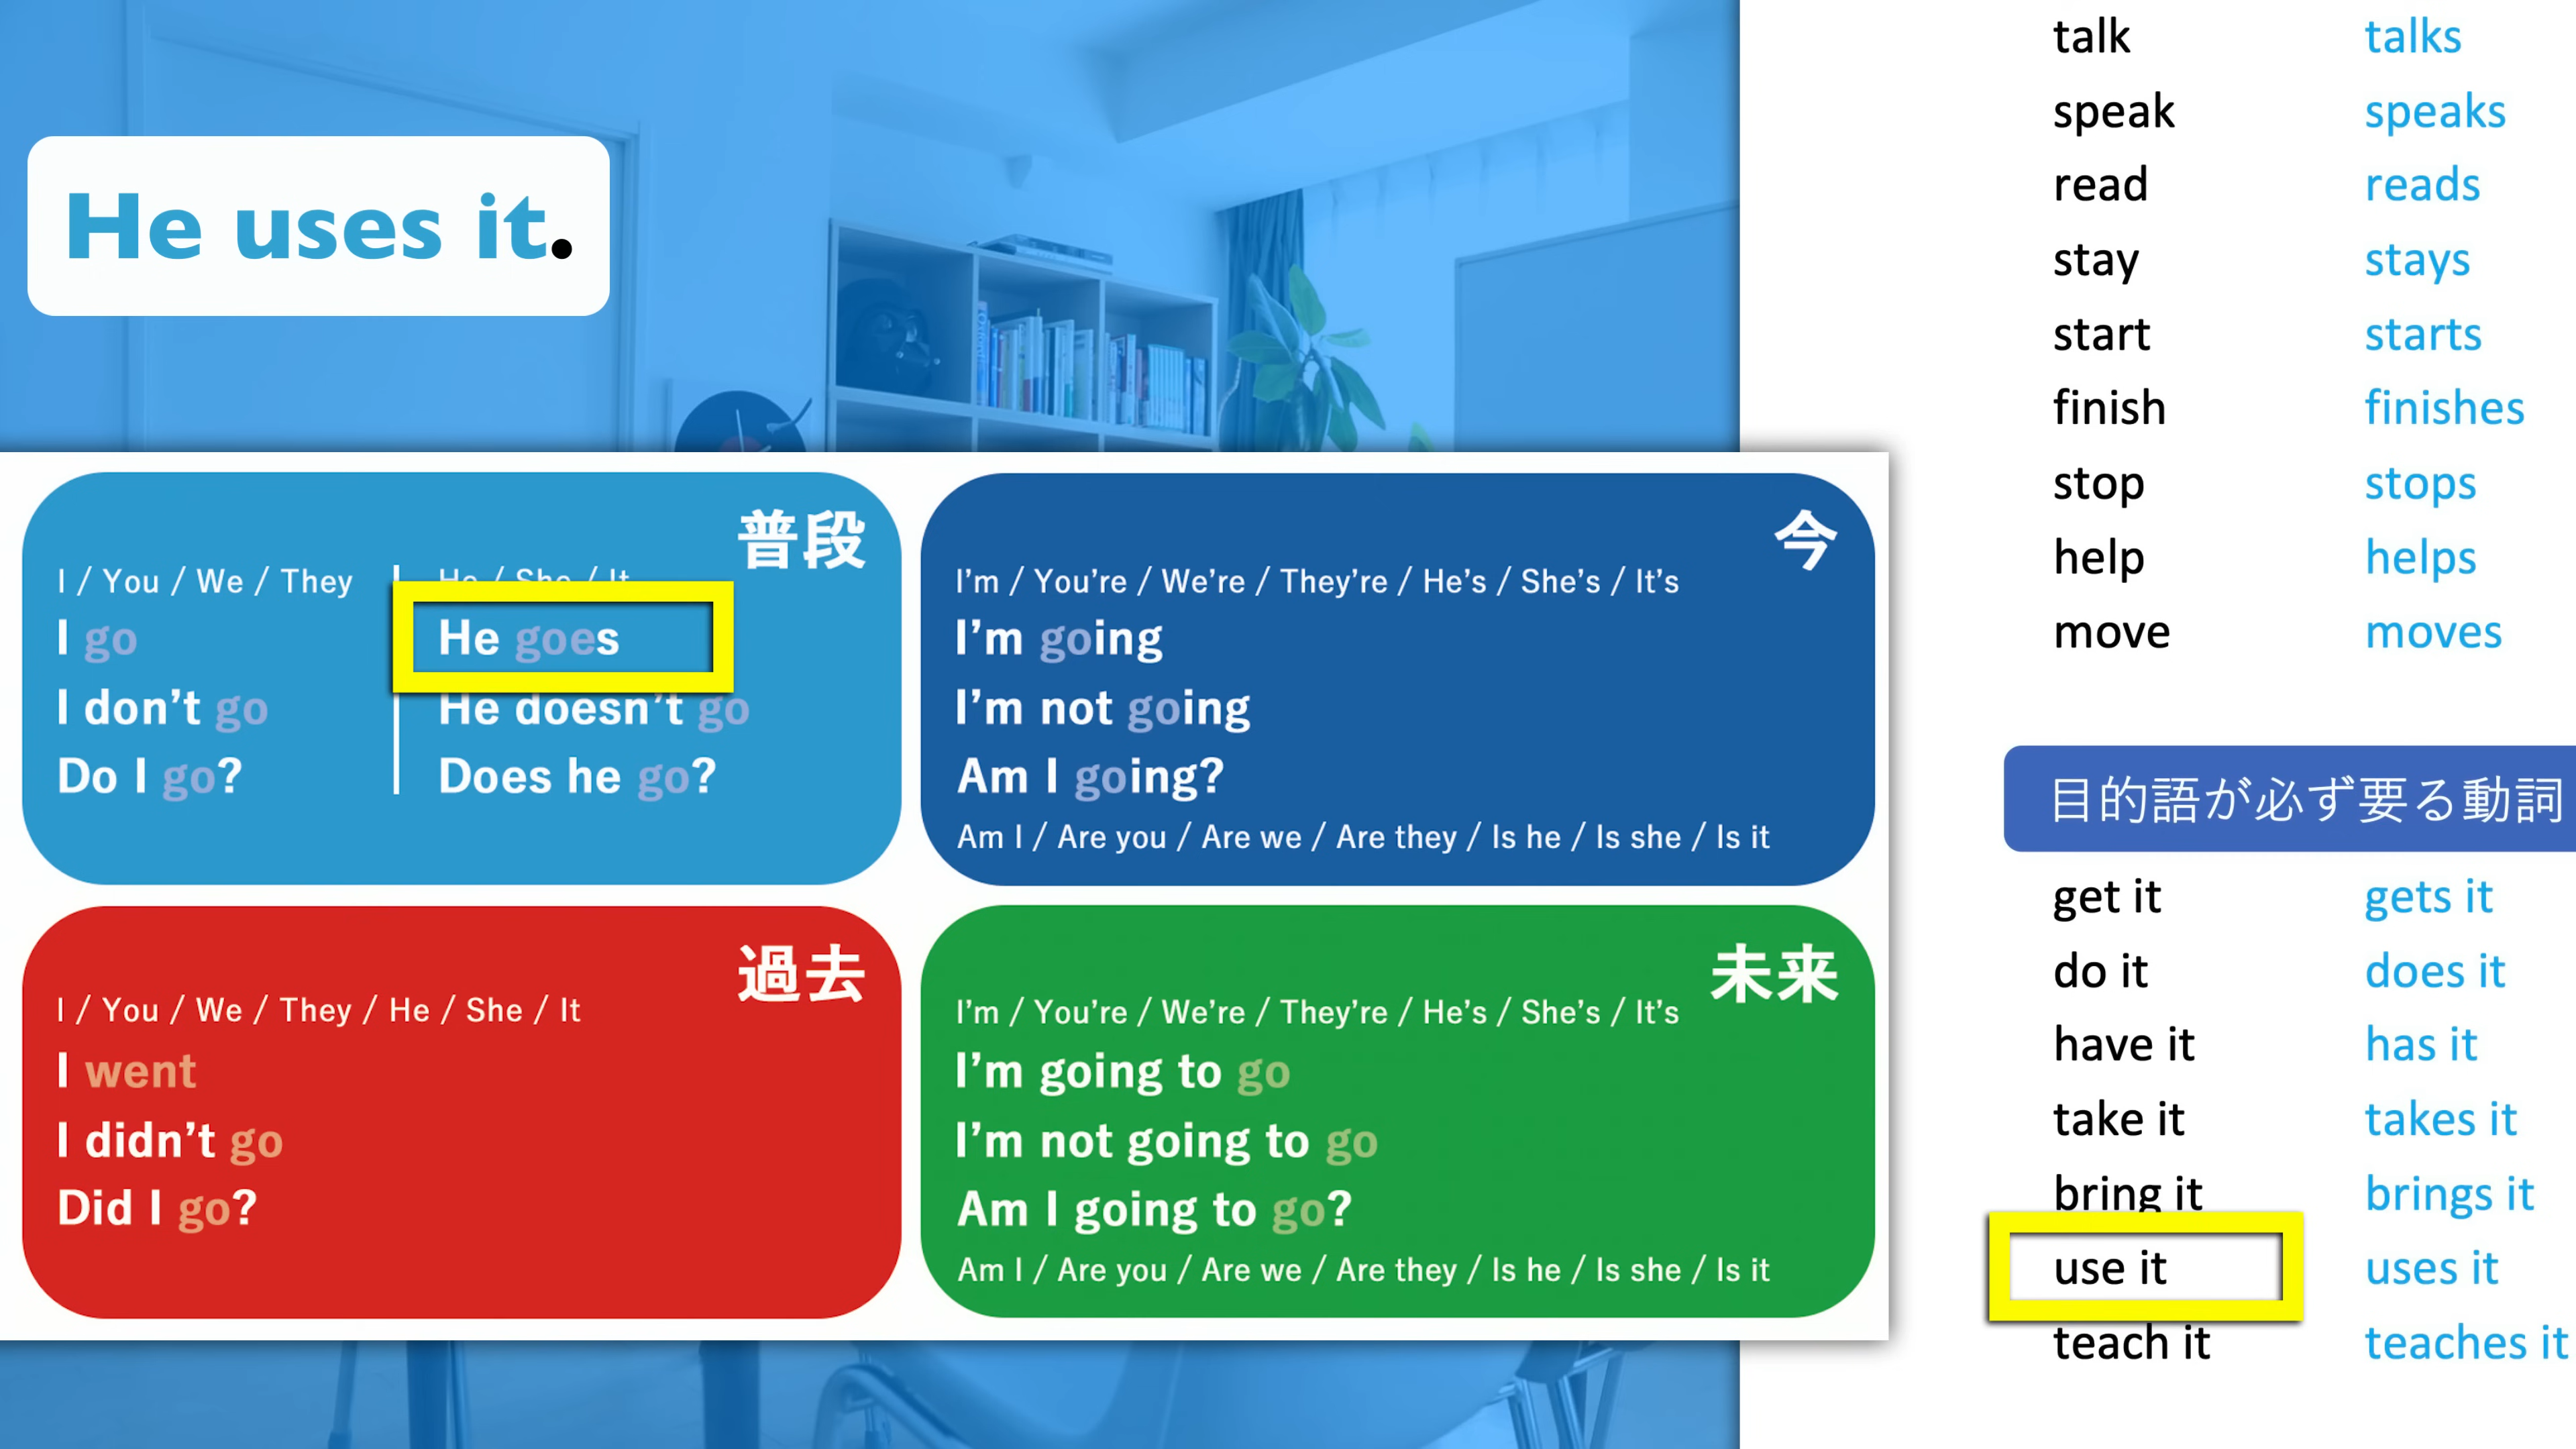 He uses it.
普段
I / You / We / They
I go
I don't go
Do I go?
He / She / It
He goes
He doesn't go
Does he go?
今
I'm / You're / We're / They're / He's / She's / It's
I'm going
I'm not going
Am I going?
Am I / Are you / Are we / Are they / Is he / Is she / Is it
過去
I / You / We / They / He / She / It
I went
I didn't go
Did I go?
未来
I'm / You're / We're / They're / He's / She's / It's
I'm going to go
I'm not going to go
Am I going to go?
Am I / Are you / Are we / Are they / Is he / Is she / Is it
talk talks
speak speaks
read reads
stay stays
start starts
finish finishes
stop stops
help helps
move moves
目的語が必ず要る動詞
get it gets it
do it does it
have it has it
take it takes it
bring it brings it
use it uses it
teach it teaches it